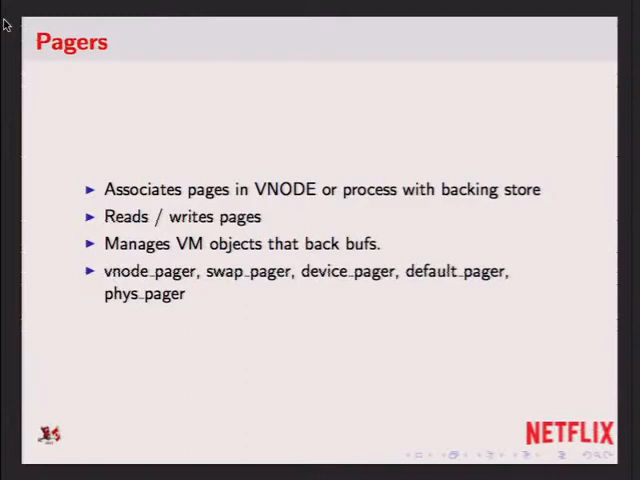 Pagers
Associates pages in VNODE or process with backing store
Reads / writes pages
Manages VM objects that back bufs.
vnode_pager, swap_pager, device_pager, default_pager,
phys_pager
NETFLIX